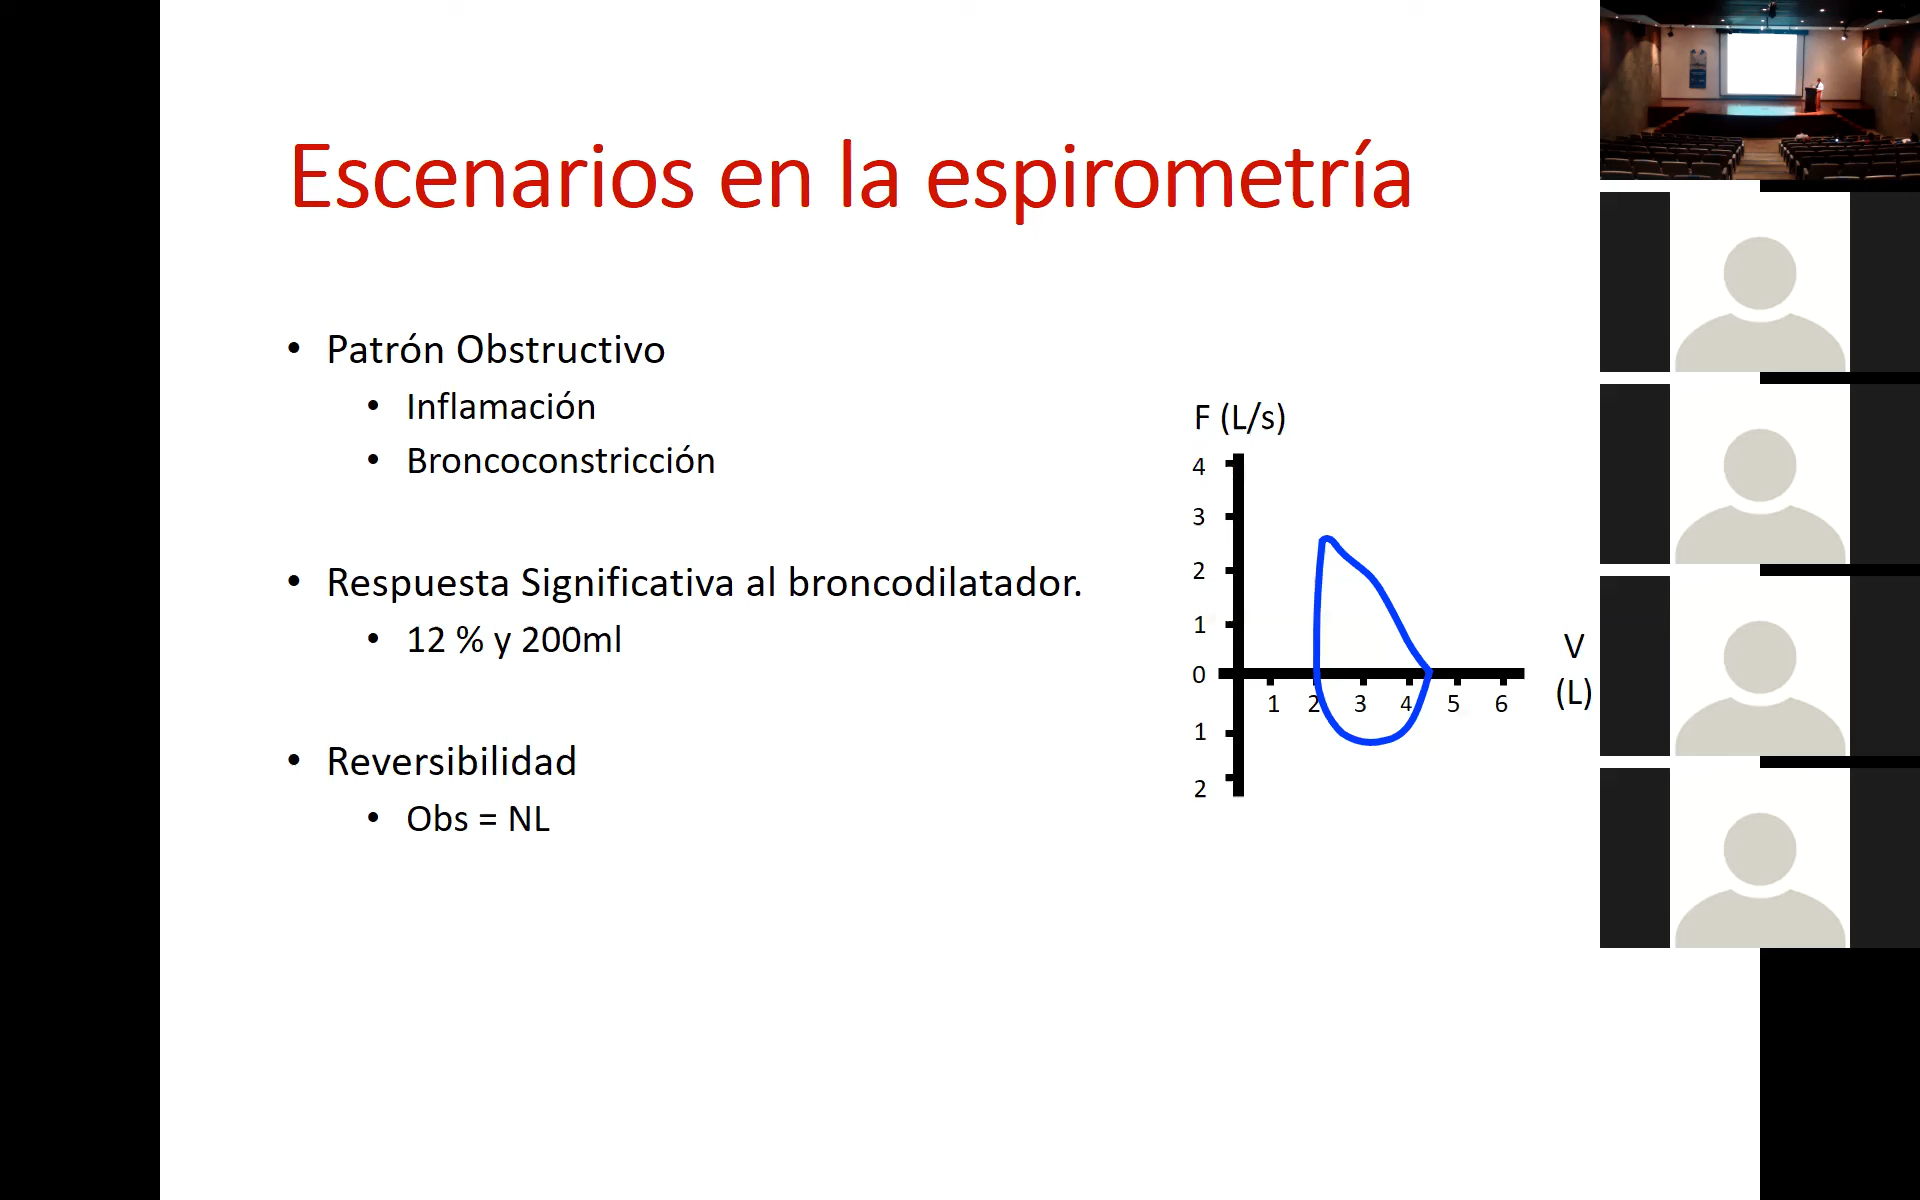 Escenarios en la espirometría
• Patrón Obstructivo
• Inflamación
• Broncoconstricción
• Respuesta Significativa al broncodilatador.
• 12 % y 200ml
• Reversibilidad
• Obs = NL
F (L/s)
4
3
2
1
0
1
2
1 2 3 4 5 6
V
(L)